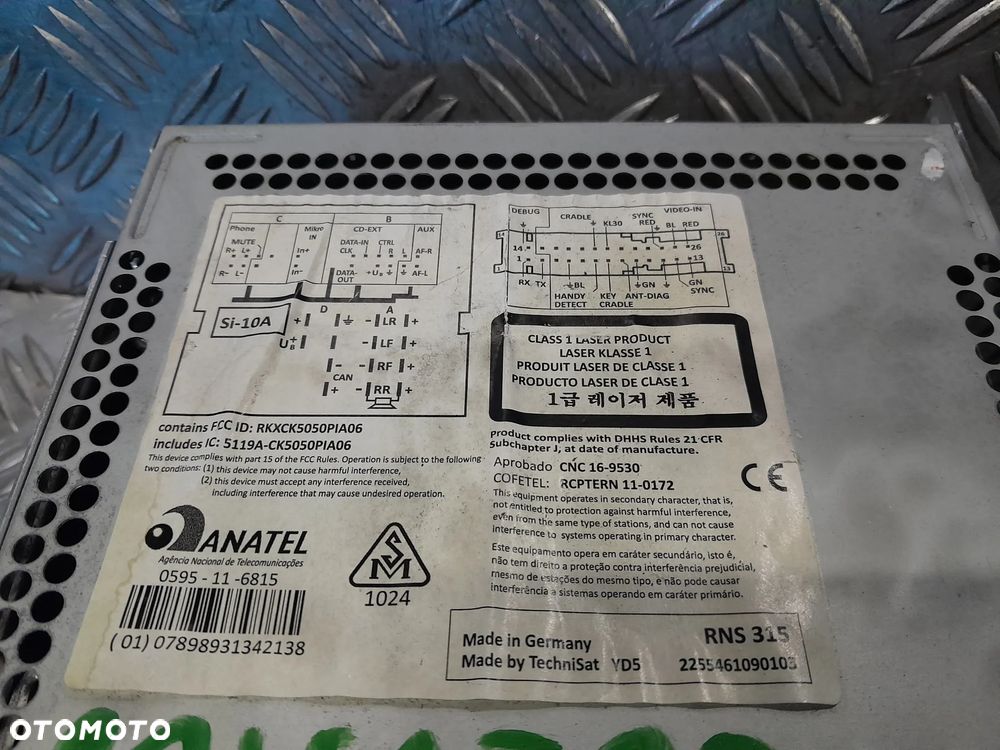 C
B
Phone
Mikro
IN
CD-EXT
AUX
MUTE
R+ L+
In+
DATA-IN CTRL
CLK
R L
AF-R
R- L-
In-
DATA-
OUT
+UB
AF-L
D
A
Si-10A
+
- LR +
U+B
- LF +
-
-
- RF +
+
CAN
+
- RR +
DEBUG
CRADLE
KL30
SYNC
RED
VIDEO-IN
BL RED
14
14
26
26
1
13
1
13
RX TX
BL
GN
GN
SYNC
HANDY
DETECT
KEY
CRADLE
ANT-DIAG
CLASS 1 LASER PRODUCT
LASER KLASSE 1
PRODUIT LASER DE CLASSE 1
PRODUCTO LASER DE CLASE 1
1급 레이저 제품
contains FCC ID: RKXCK5050PIA06
includes IC: 5119A-CK5050PIA06
This device complies with part 15 of the FCC Rules. Operation is subject to the following
two conditions: (1) this device may not cause harmful interference,
(2) this device must accept any interference received,
including interference that may cause undesired operation.
Product complies with DHHS Rules 21 CFR
Subchapter J, at date of manufacture.
Aprobado CNC 16-9530
COFETEL: RCPTERN 11-0172
CE
This equipment operates in secondary character, that is,
not entitled to protection against harmful interference,
even from the same type of stations, and can not cause
interference to systems operating in primary character.
Este equipamento opera em caráter secundário, isto é,
não tem direito a proteção contra interferência prejudicial,
mesmo de estações do mesmo tipo, e não pode causar
interferência a sistemas operando em caráter primário.
ANATEL
Agência Nacional de Telecomunicações
0595 - 11 - 6815
(01) 07898931342138
S
M
1024
Made in Germany
RNS 315
Made by TechniSat YD5
2255461090103
OTOMOTO